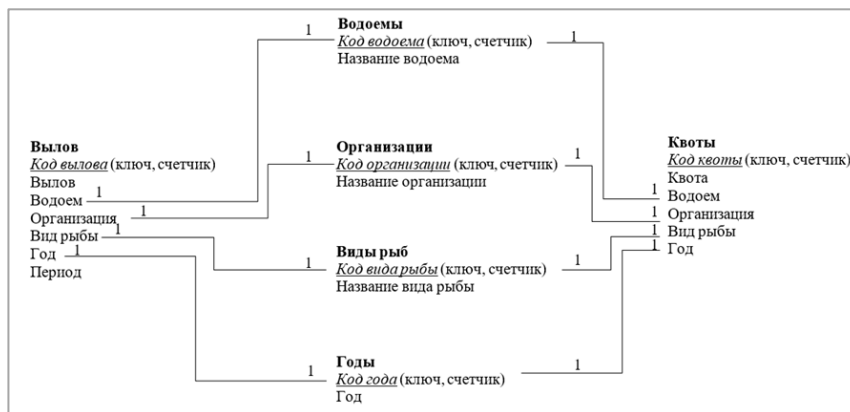 Водоемы
Код водоема (ключ, счетчик)
Название водоема
1
1
Вылов
Код вылова (ключ, счетчик)
Вылов
Водоем 1
Организация 1
Вид рыбы 1
Год 1
Период
Организации
Код организации (ключ, счетчик)
Название организации
1
1
Виды рыб
Код вида рыбы (ключ, счетчик)
Название вида рыбы
1
1
Годы
Код года (ключ, счетчик)
Год
1
1
Квоты
Код квоты (ключ, счетчик)
Квота
1 Водоем
1 Организация
1 Вид рыбы
1 Год